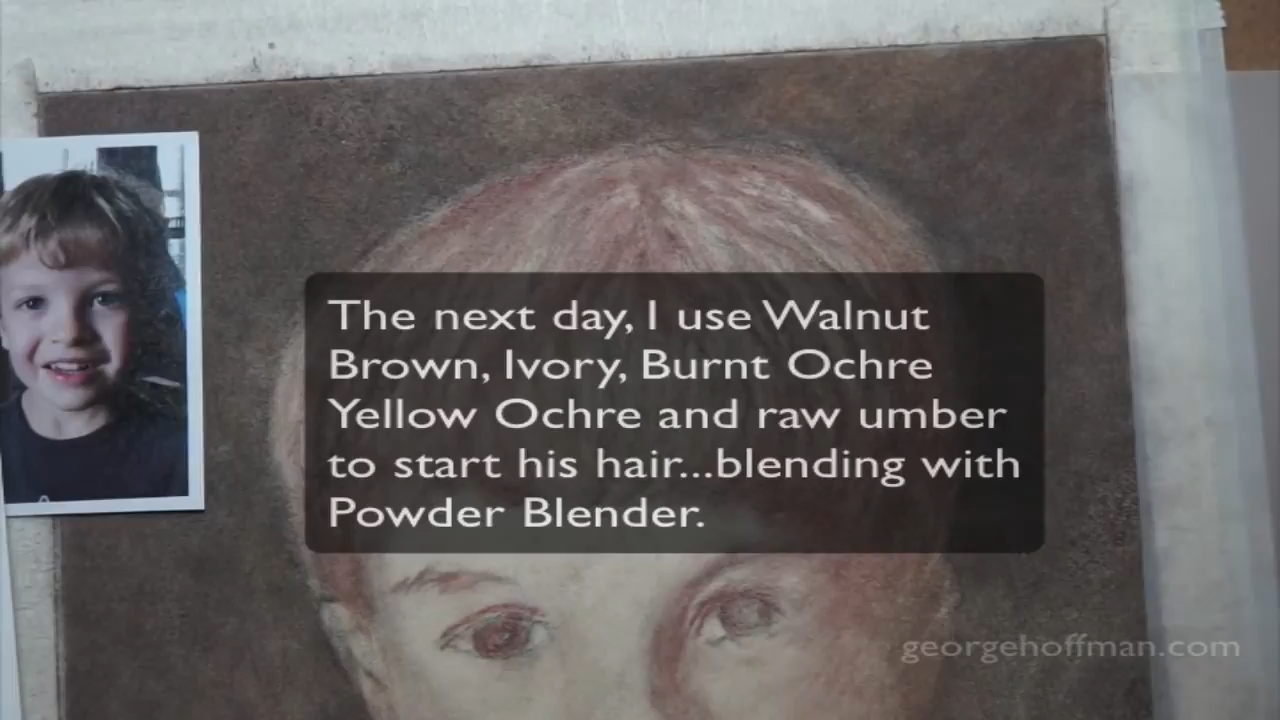 The next day, I use Walnut
Brown, Ivory, Burnt Ochre
Yellow Ochre and raw umber
to start his hair...blending with
Powder Blender.
georgehoffman.com